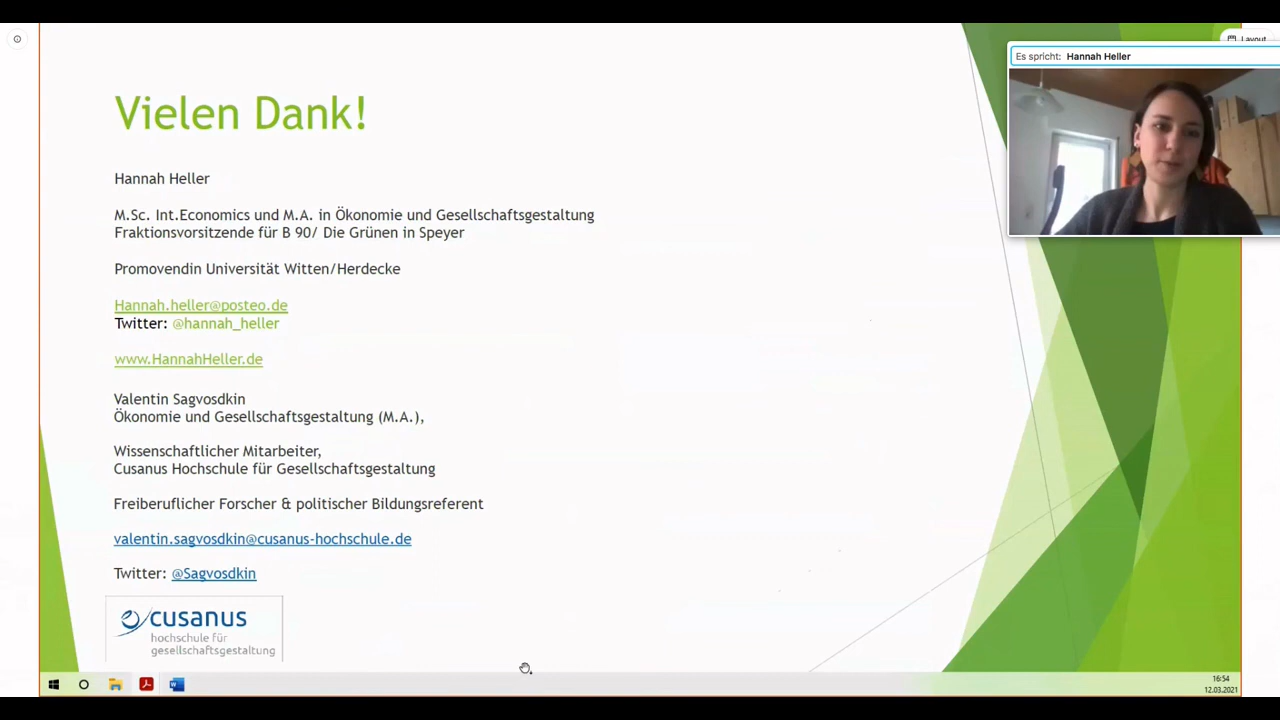 Layout
Es spricht: Hannah Heller
Vielen Dank!
Hannah Heller
M.Sc. Int.Economics und M.A. in Ökonomie und Gesellschaftsgestaltung
Fraktionsvorsitzende für B 90/ Die Grünen in Speyer
Promovendin Universität Witten/Herdecke
Hannah.heller@posteo.de
Twitter: @hannah_heller
www.HannahHeller.de
Valentin Sagvosdkin
Ökonomie und Gesellschaftsgestaltung (M.A.),
Wissenschaftlicher Mitarbeiter,
Cusanus Hochschule für Gesellschaftsgestaltung
Freiberuflicher Forscher & politischer Bildungsreferent
valentin.sagvosdkin@cusanus-hochschule.de
Twitter: @Sagvosdkin
cusanus
hochschule für
gesellschaftsgestaltung
16:54
12.03.2021